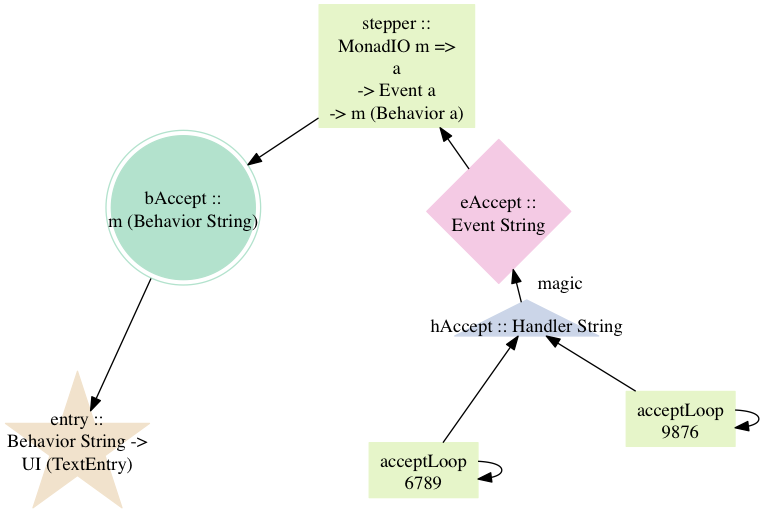 stepper ::
MonadIO m =>
a
-> Event a
-> m (Behavior a)
bAccept ::
m (Behavior String)
eAccept ::
Event String
magic
hAccept :: Handler String
entry ::
Behavior String ->
UI (TextEntry)
acceptLoop
6789
acceptLoop
9876